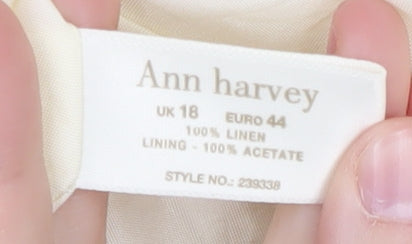 Ann harvey
UK 18 EURO 44
100% LINEN
LINING - 100% ACETATE
STYLE NO.: 239338